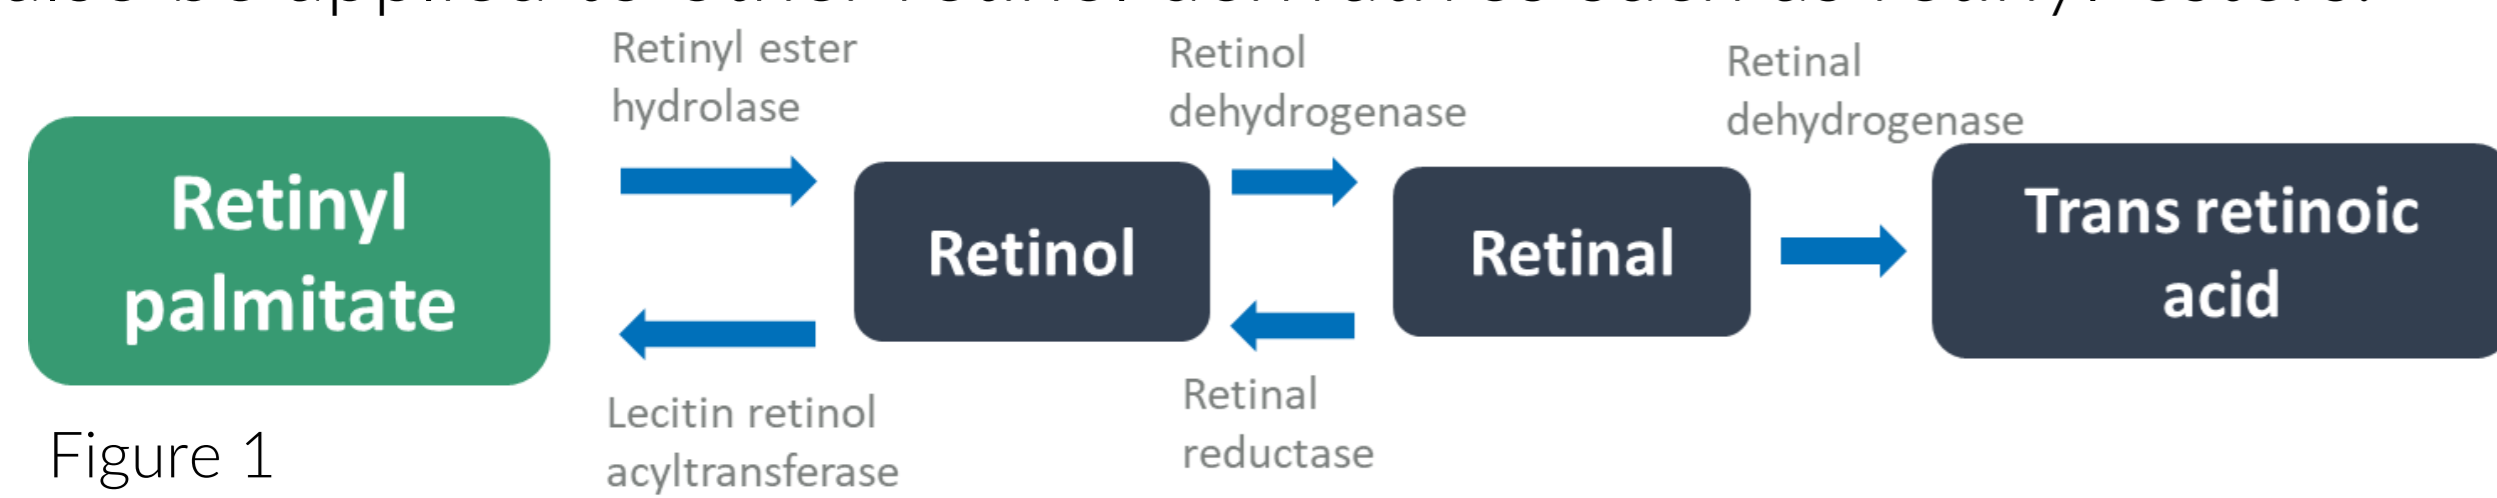 Retinyl ester
hydrolase
Retinol
dehydrogenase
Retinal
dehydrogenase
Retinyl
palmitate
Retinol
Retinal
Trans retinoic
acid
Lecitin retinol
acyltransferase
Retinal
reductase
Figure 1